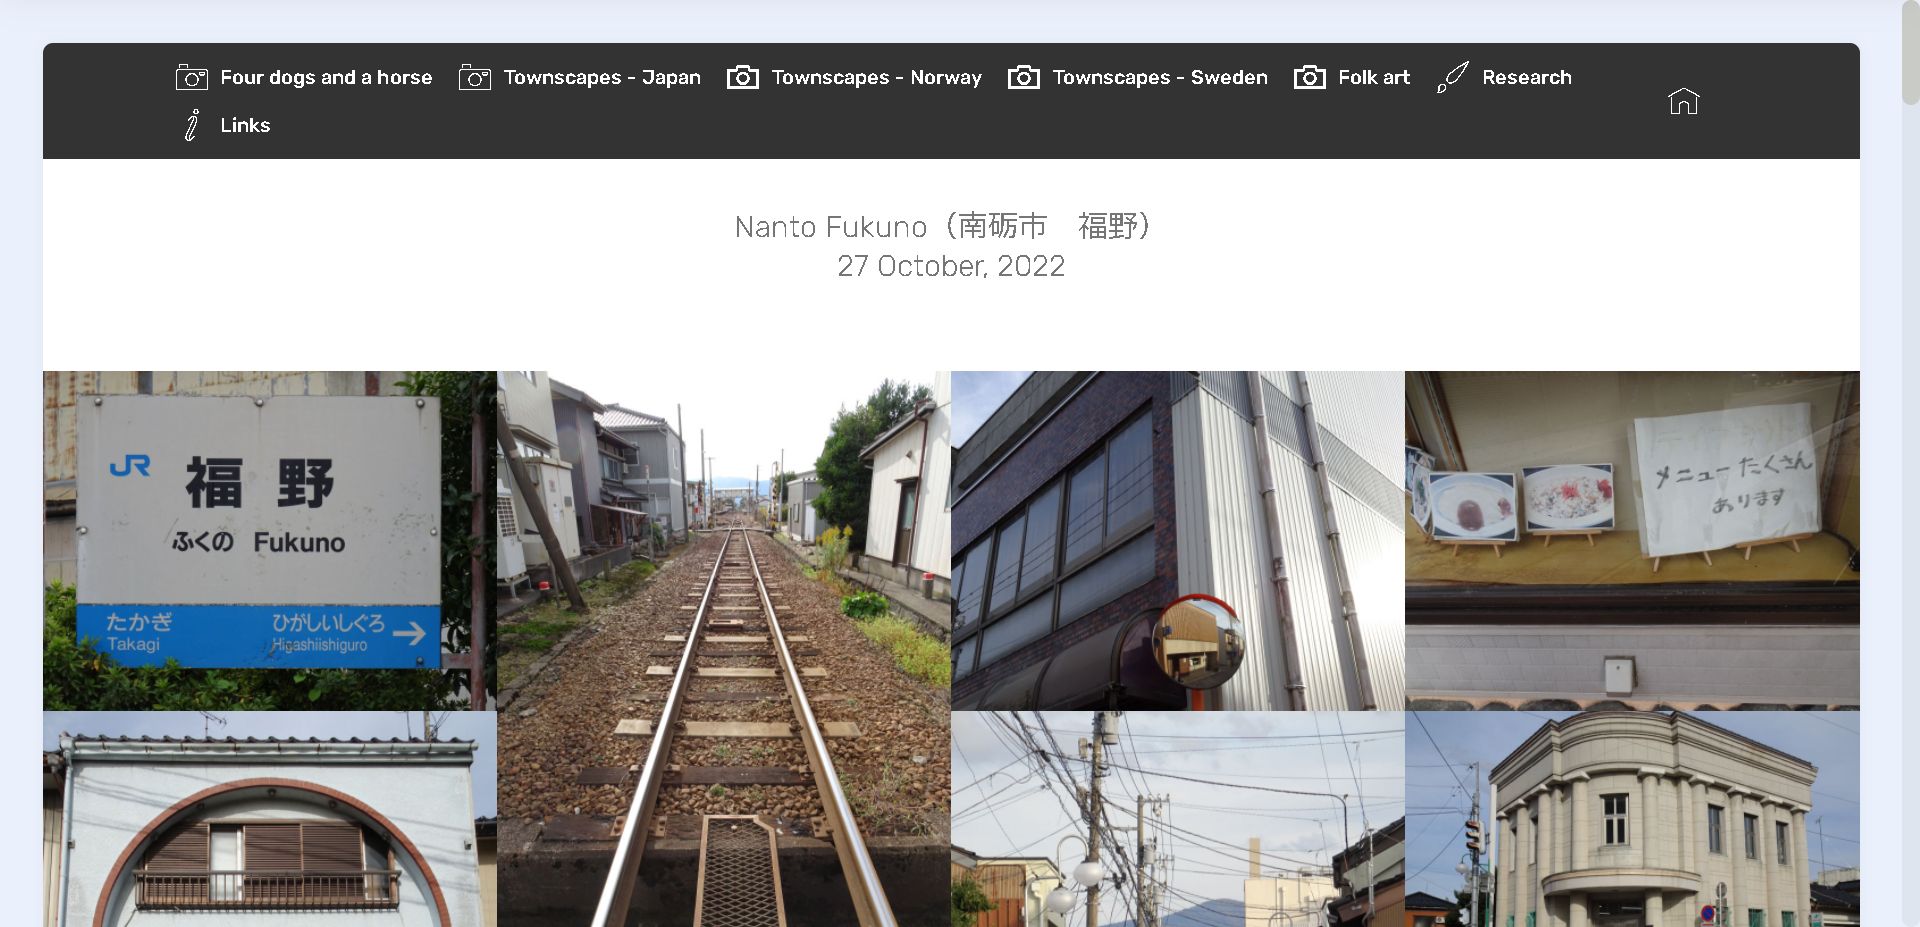 Four dogs and a horse
Townscapes - Japan
Townscapes - Norway
Townscapes - Sweden
Folk art
Research
Links
Nanto Fukuno（南砺市　福野）
27 October, 2022
JR
福野
ふくの Fukuno
たかぎ
Takagi
ひがしいしぐろ
Higashiishiguro
メニューたくさん
あります